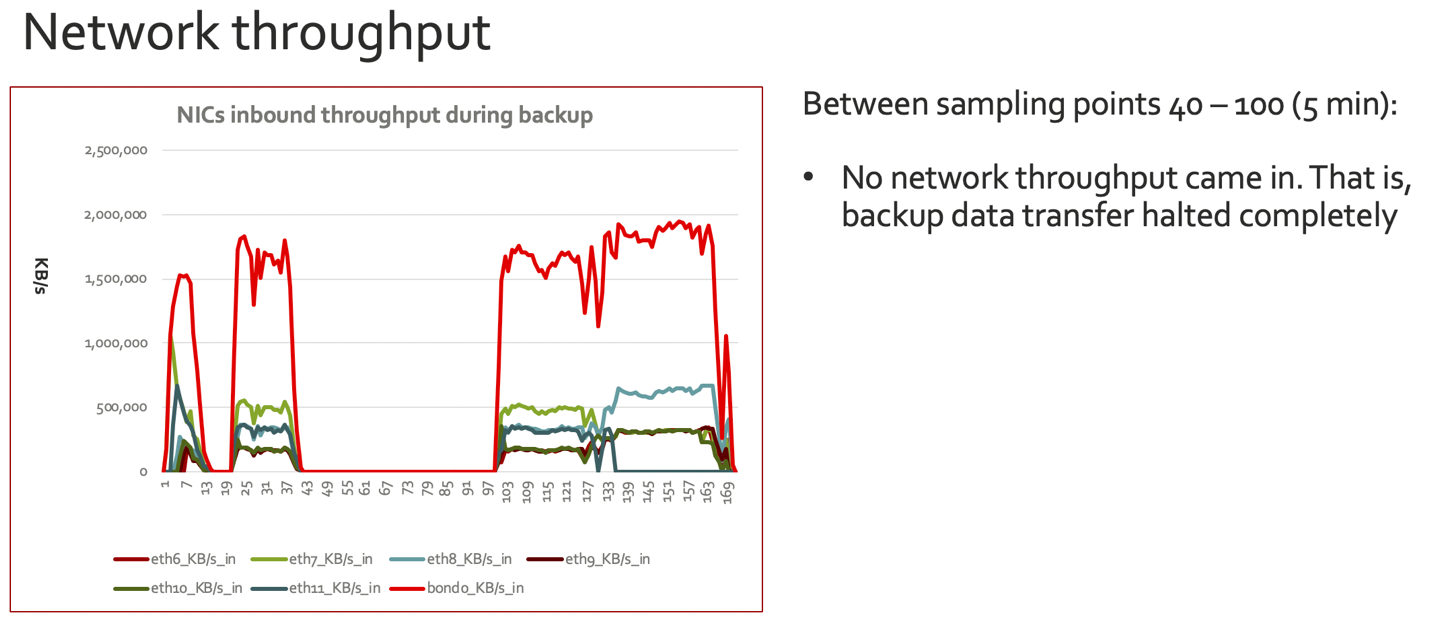 Network throughput
NICs inbound throughput during backup
2,500,000
2,000,000
1,500,000
1,000,000
500,000
0
KB/s
1 7 13 19 25 31 37 43 49 55 61 67 73 79 85 91 97 103 109 115 121 127 133 139 145 151 157 163 169
eth6_KB/s_in eth7_KB/s_in eth8_KB/s_in eth9_KB/s_in
eth10_KB/s_in eth11_KB/s_in bond0_KB/s_in
Between sampling points 40 – 100 (5 min):
• No network throughput came in. That is,
backup data transfer halted completely